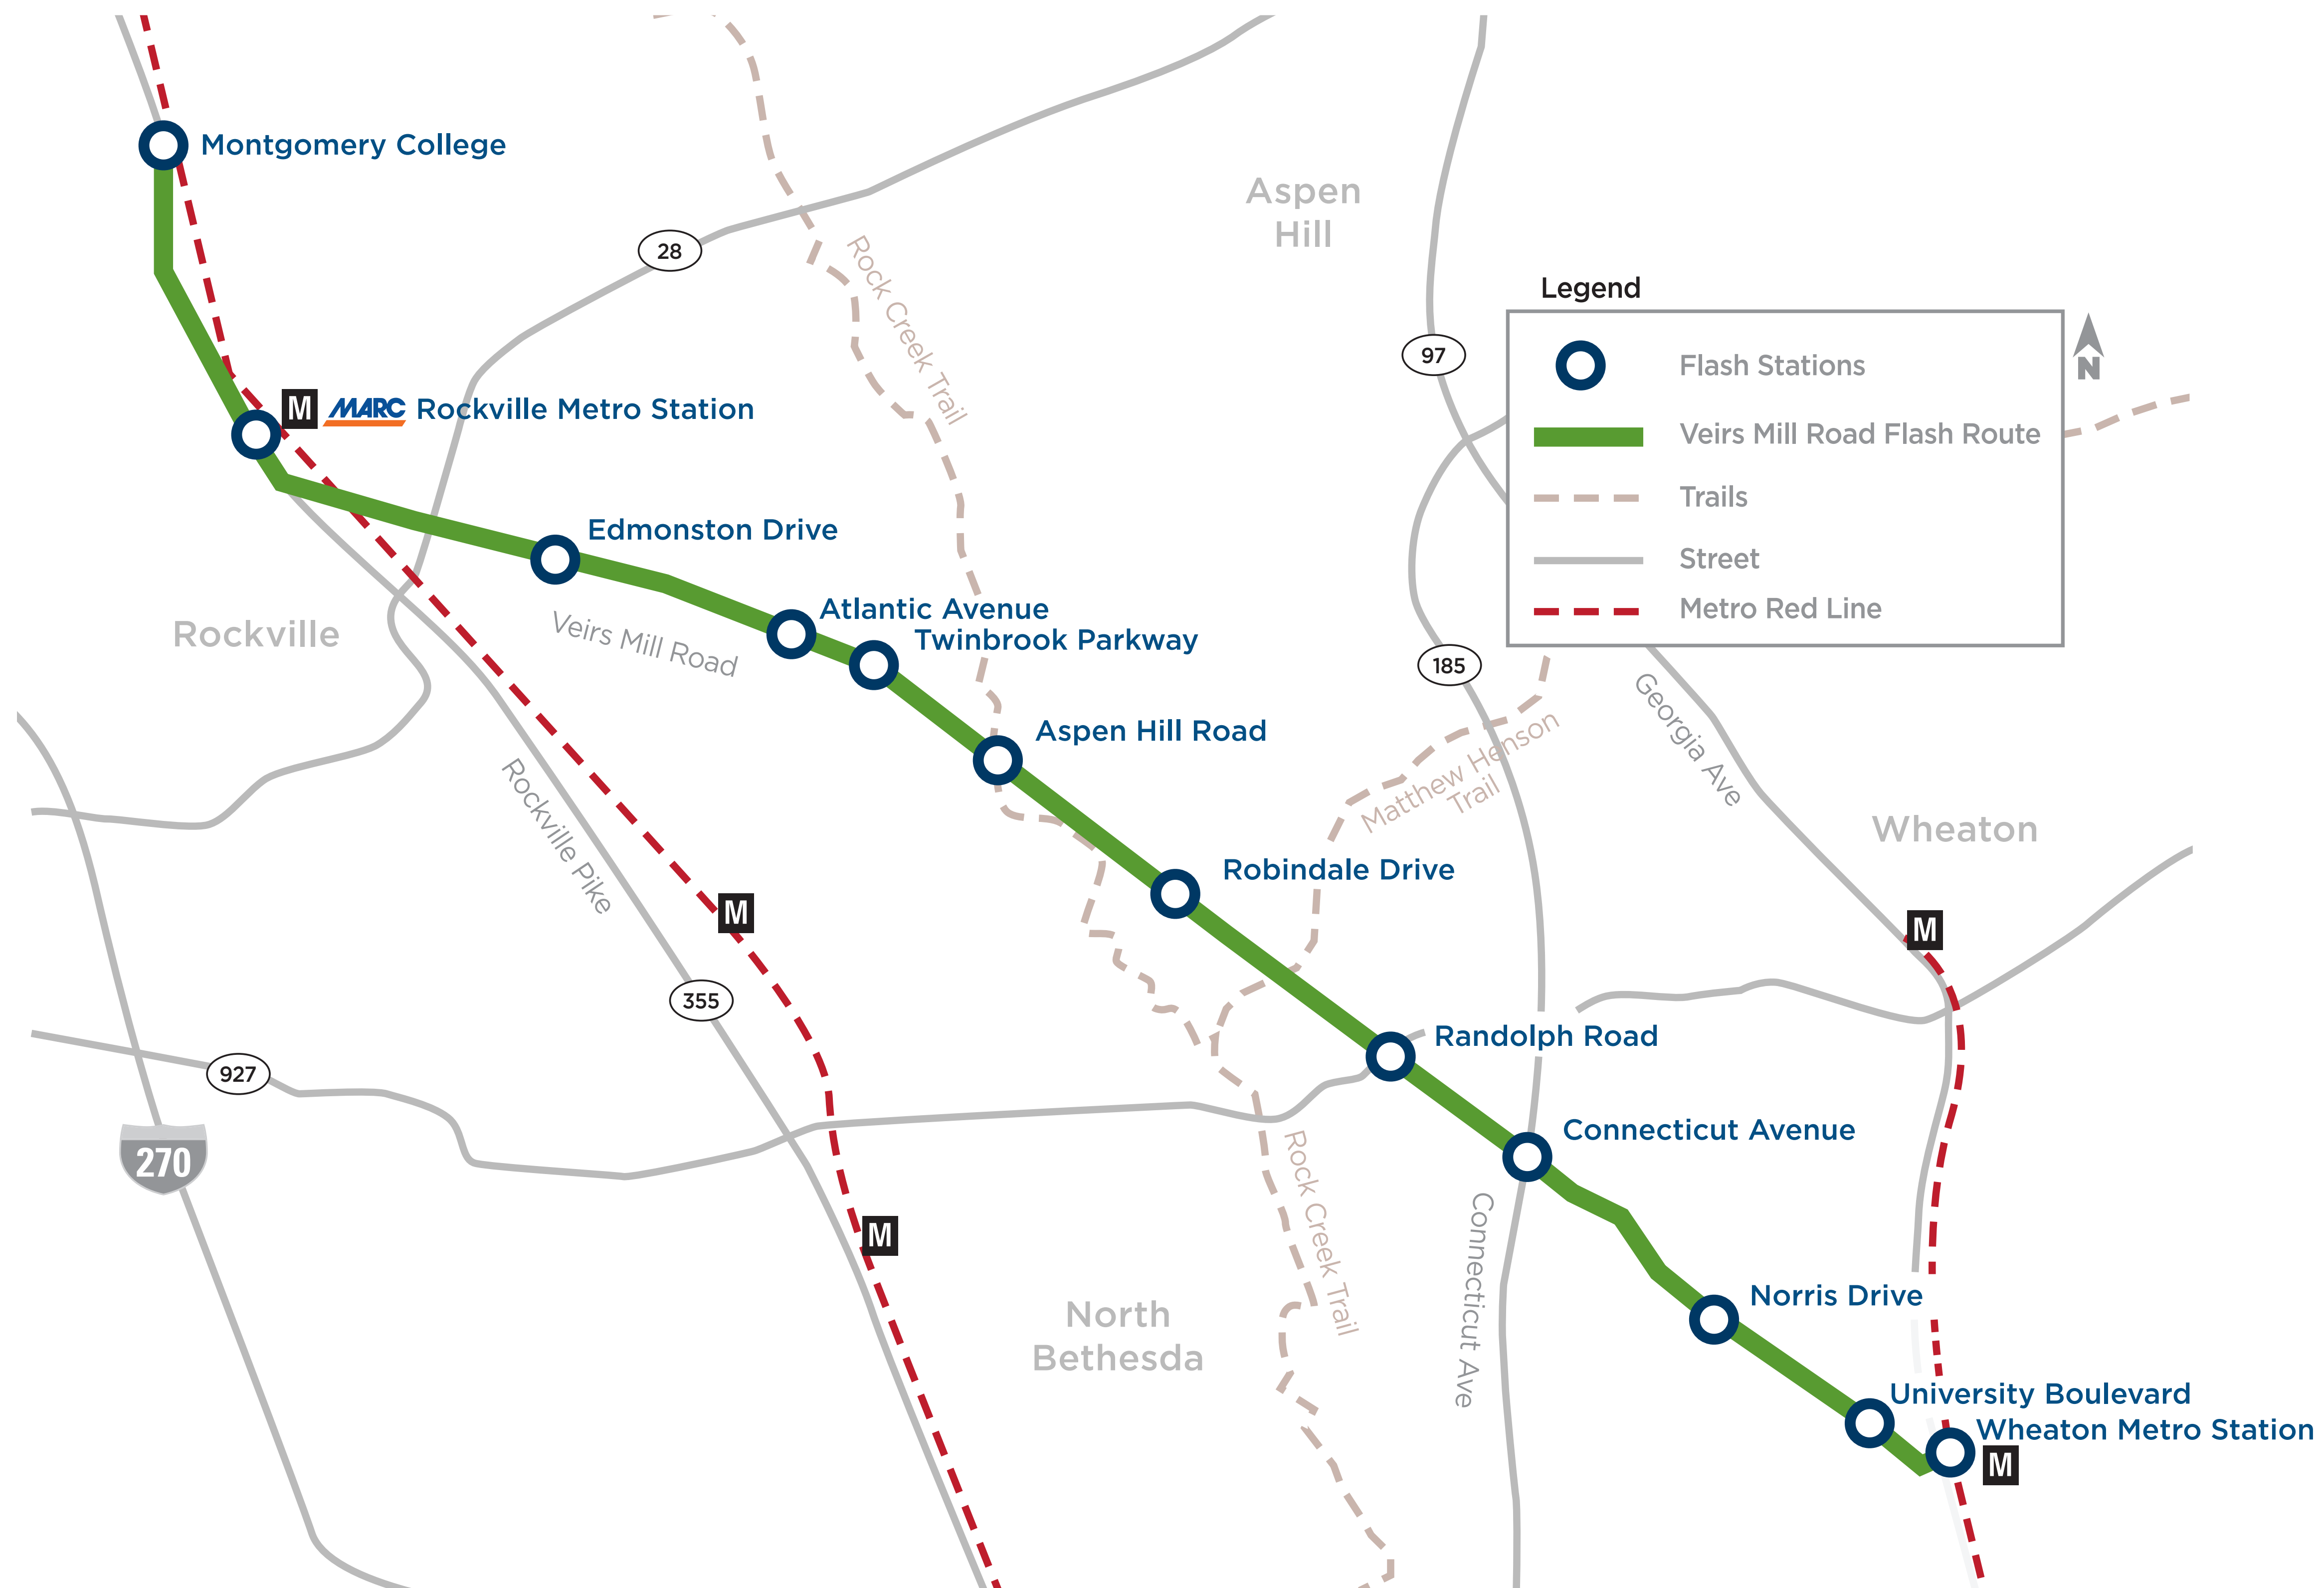 Montgomery College
28
Rock Creek Trail
Aspen
Hill
97
Legend
Flash Stations
Veirs Mill Road Flash Route
Trails
Street
Metro Red Line
N
M MARC Rockville Metro Station
Edmonston Drive
Rockville
Veirs Mill Road
Atlantic Avenue
Twinbrook Parkway
185
Aspen Hill Road
Georgia Ave
Matthew Henson
Trail
Rockville Pike
Wheaton
Robindale Drive
M
M
355
Randolph Road
927
270
Connecticut Avenue
Rock Creek Trail
M
Connecticut Ave
North
Bethesda
Norris Drive
University Boulevard
Wheaton Metro Station
M